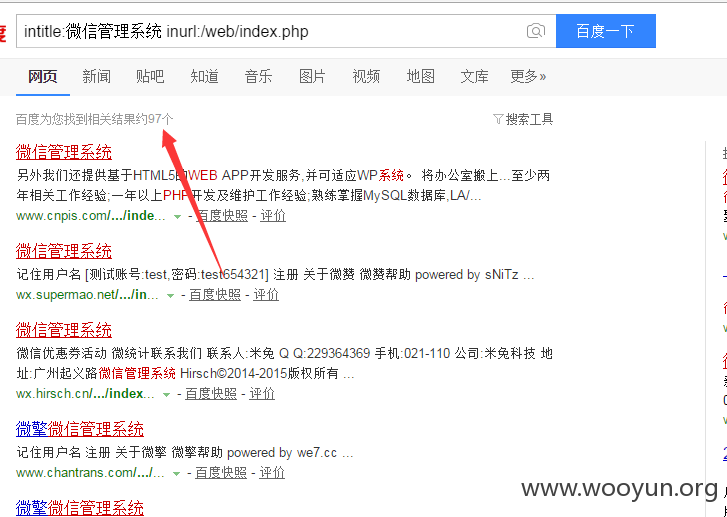 intitle:微信管理系统 inurl:/web/index.php 百度一下
网页 新闻 贴吧 知道 音乐 图片 视频 地图 文库 更多»
百度为您找到相关结果约97个 搜索工具
微信管理系统
另外我们还提供基于HTML5的WEB APP开发服务,并可适应WP系统。 将办公室搬上...至少两
年相关工作经验;一年以上PHP开发及维护工作经验;熟练掌握MySQL数据库,LA/...
www.cnpis.com/.../inde... - 百度快照 - 评价
微信管理系统
记住用户名 [测试账号:test,密码:test654321] 注册 关于微赞 微赞帮助 powered by sNiTz ...
wx.supermao.net/.../in... - 百度快照 - 评价
微信管理系统
微信优惠券活动 微统计联系我们 联系人:米兔 Q Q:229364369 手机:021-110 公司:米兔科技 地
址:广州起义路微信管理系统 Hirsch©2014-2015版权所有 ...
wx.hirsch.cn/.../index... - 百度快照 - 评价
微擎微信管理系统
记住用户名 注册 关于微擎 微擎帮助 powered by we7.cc ...
www.chantrans.com/.../... - 百度快照 - 评价
微擎微信管理系统
www.wooyun.org